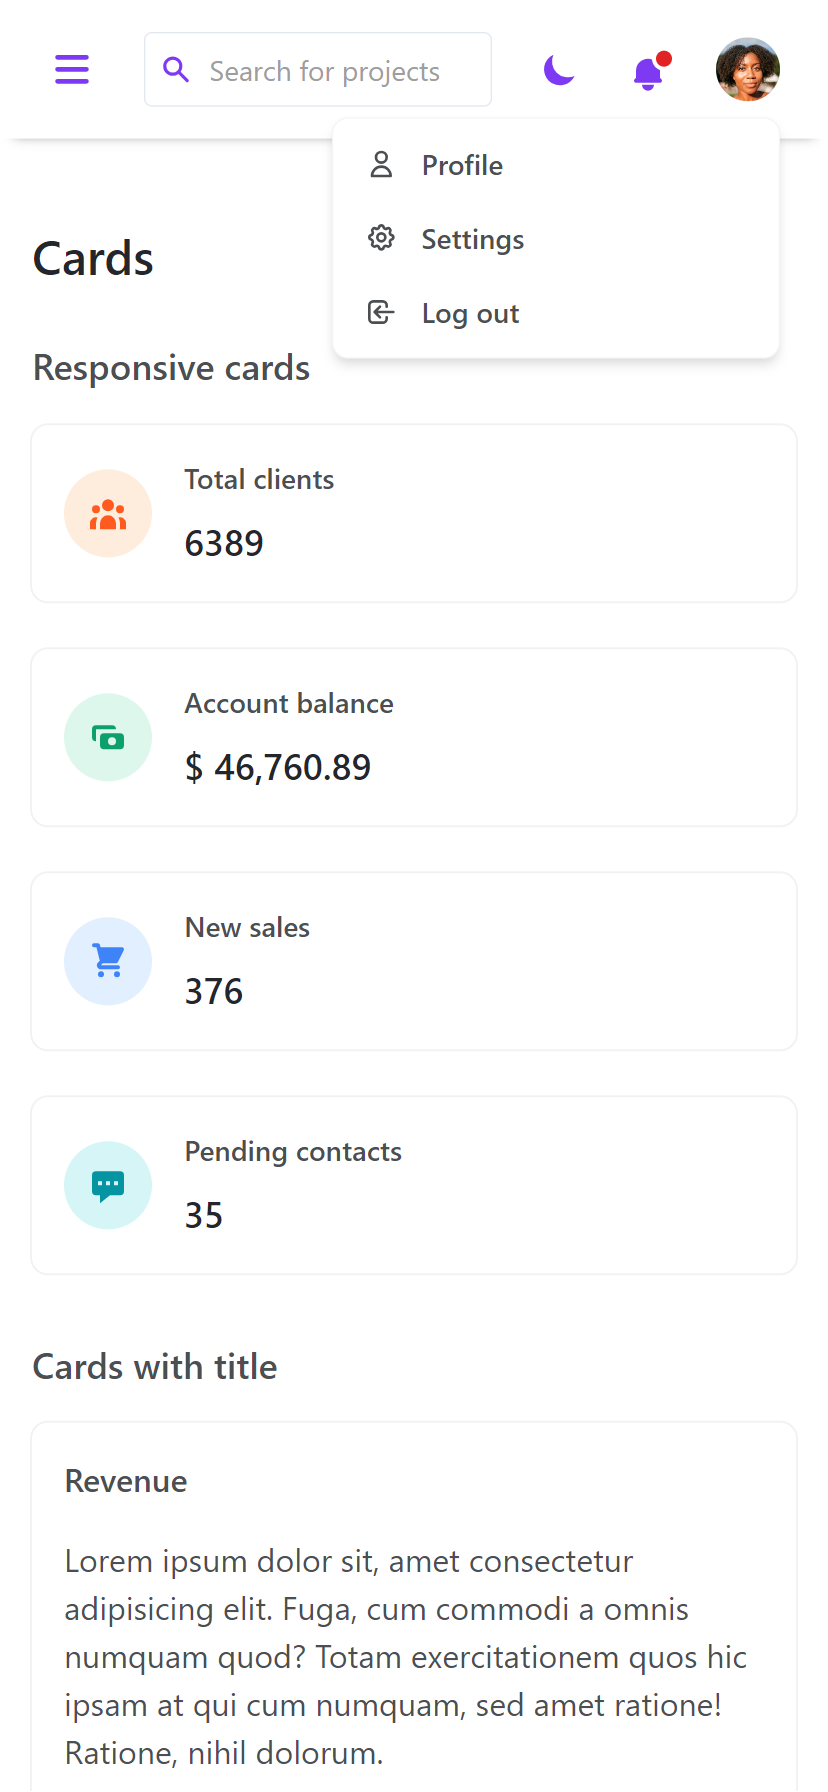 Search for projects
Profile
Settings
Log out
Cards
Responsive cards
Total clients
6389
Account balance
$ 46,760.89
New sales
376
Pending contacts
35
Cards with title
Revenue
Lorem ipsum dolor sit, amet consectetur
adipisicing elit. Fuga, cum commodi a omnis
numquam quod? Totam exercitationem quos hic
ipsam at qui cum numquam, sed amet ratione!
Ratione, nihil dolorum.